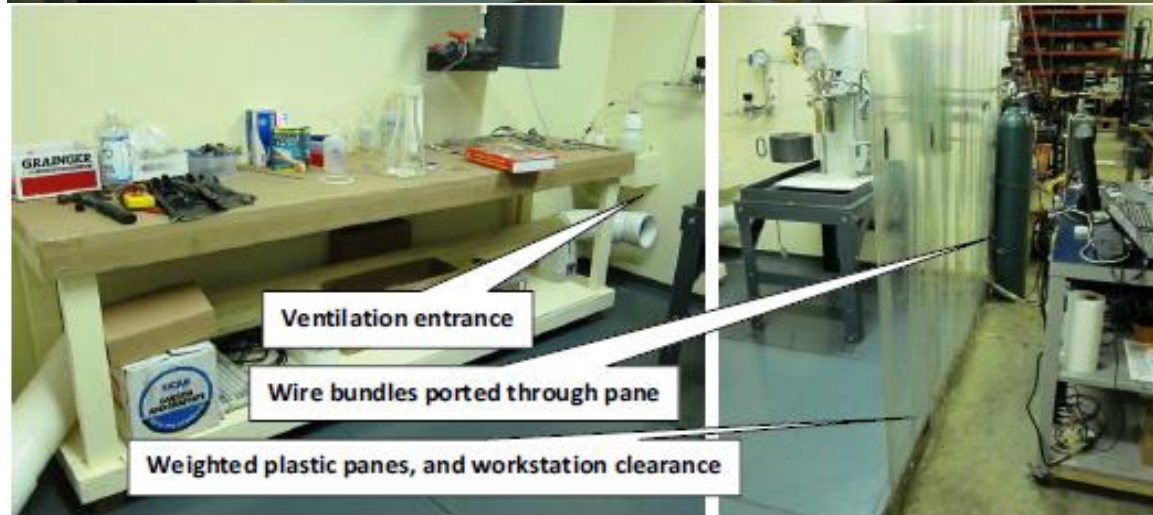 GRAINGER
Ventilation entrance
Wire bundles ported through pane
Weighted plastic panes, and workstation clearance